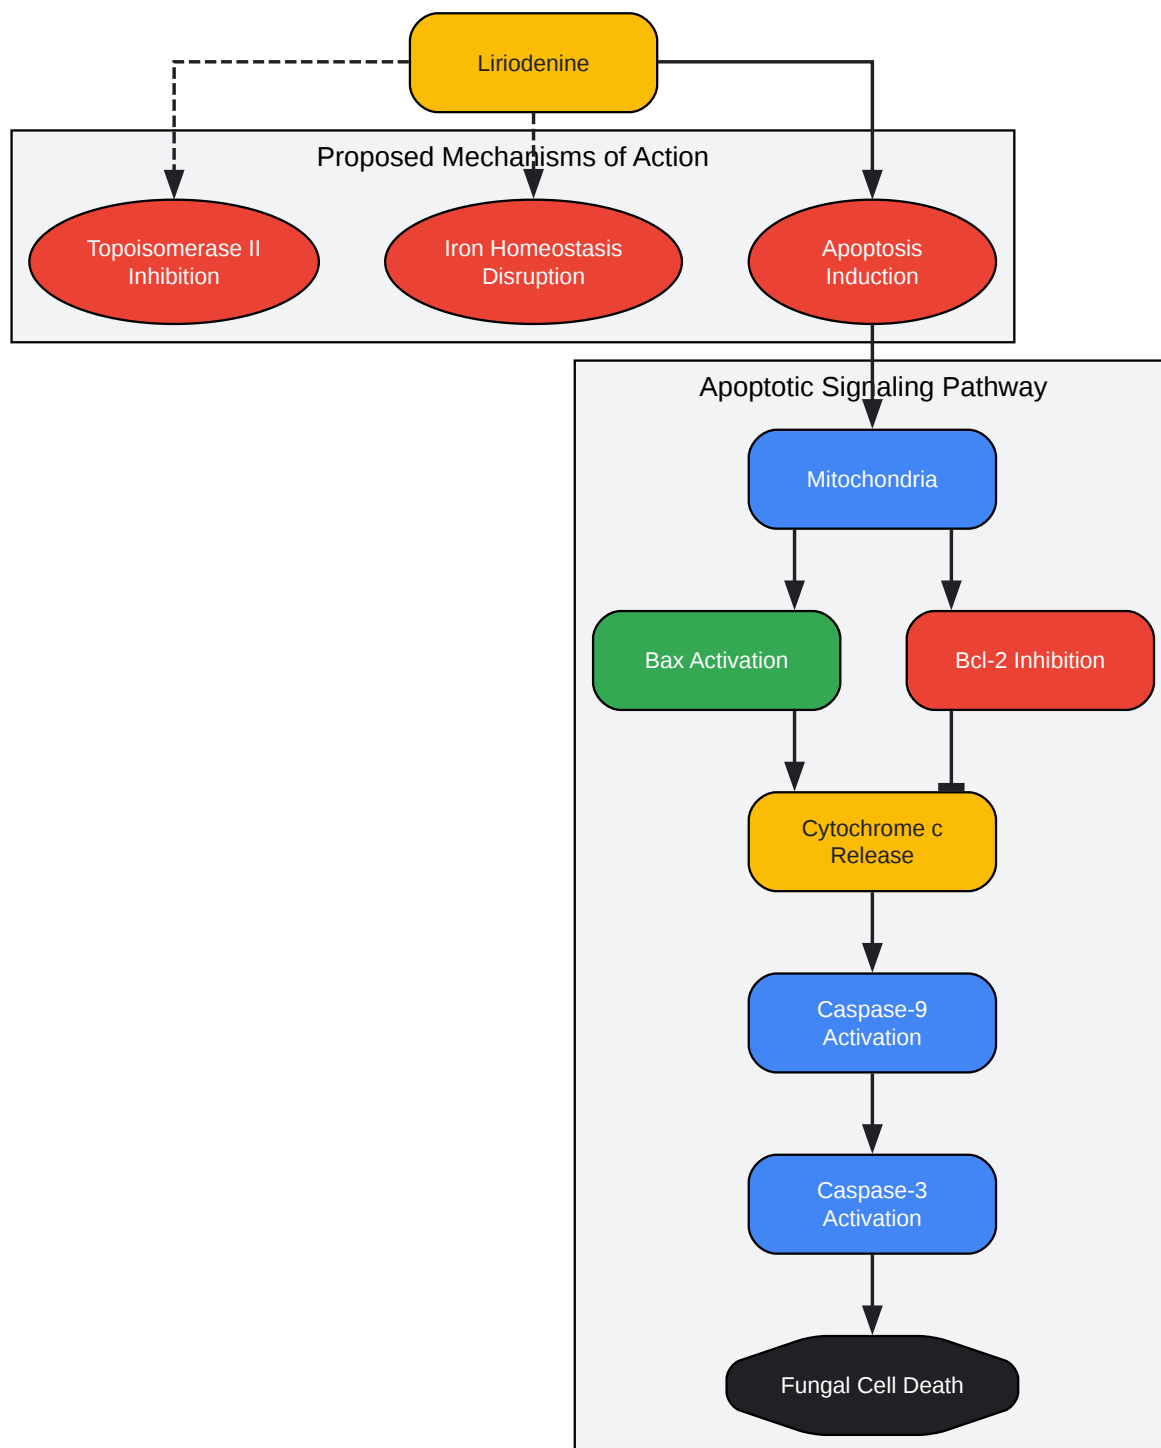 Liriodenine
Proposed Mechanisms of Action
Topoisomerase II
Inhibition
Iron Homeostasis
Disruption
Apoptosis
Induction
Apoptotic Signaling Pathway
Mitochondria
Bax Activation
Bcl-2 Inhibition
Cytochrome c
Release
Caspase-9
Activation
Caspase-3
Activation
Fungal Cell Death